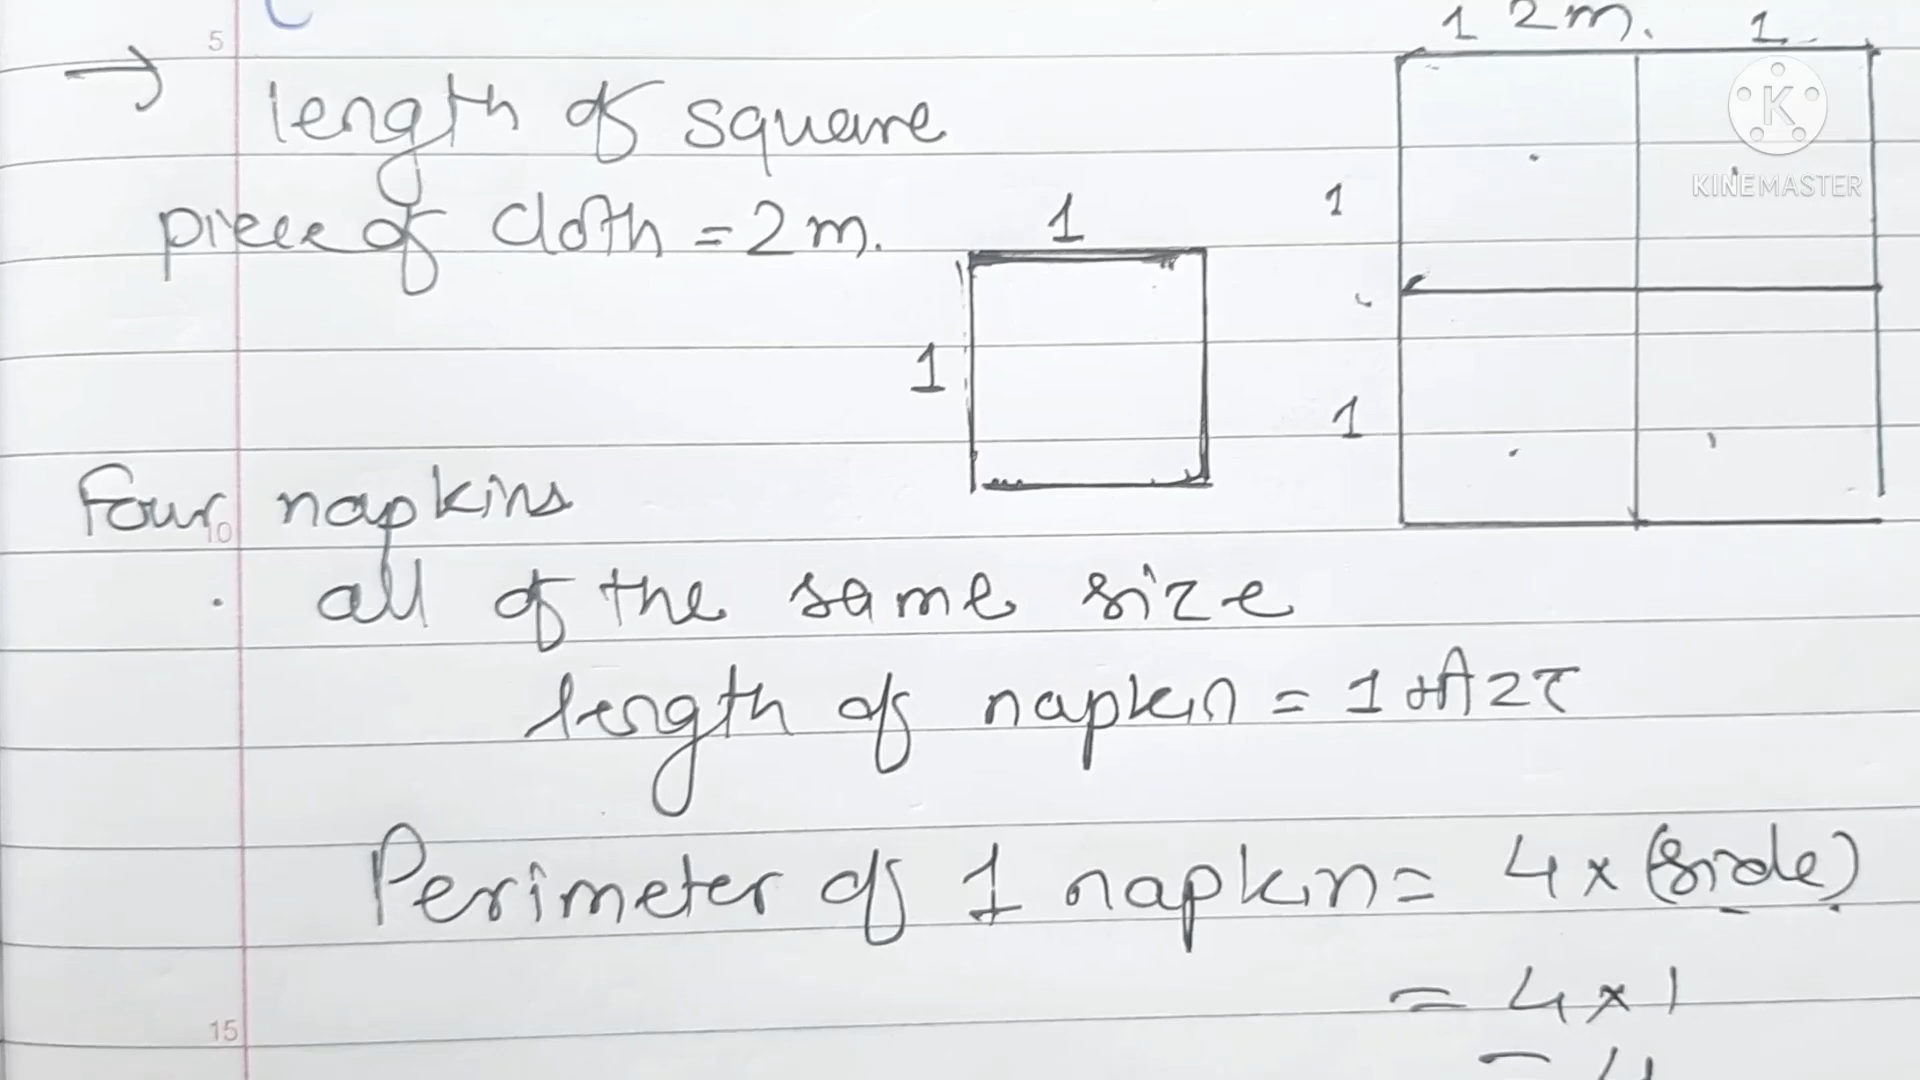 1 2m. 1
5
→ length of square
KINEMASTER
piece of cloth = 2m.
1
1
1
1
Four napkins
10
all of the same size
length of napkin = 1 मीटर
Perimeter of 1 napkin = 4 × (side)
= 4 × 1
15
= 4